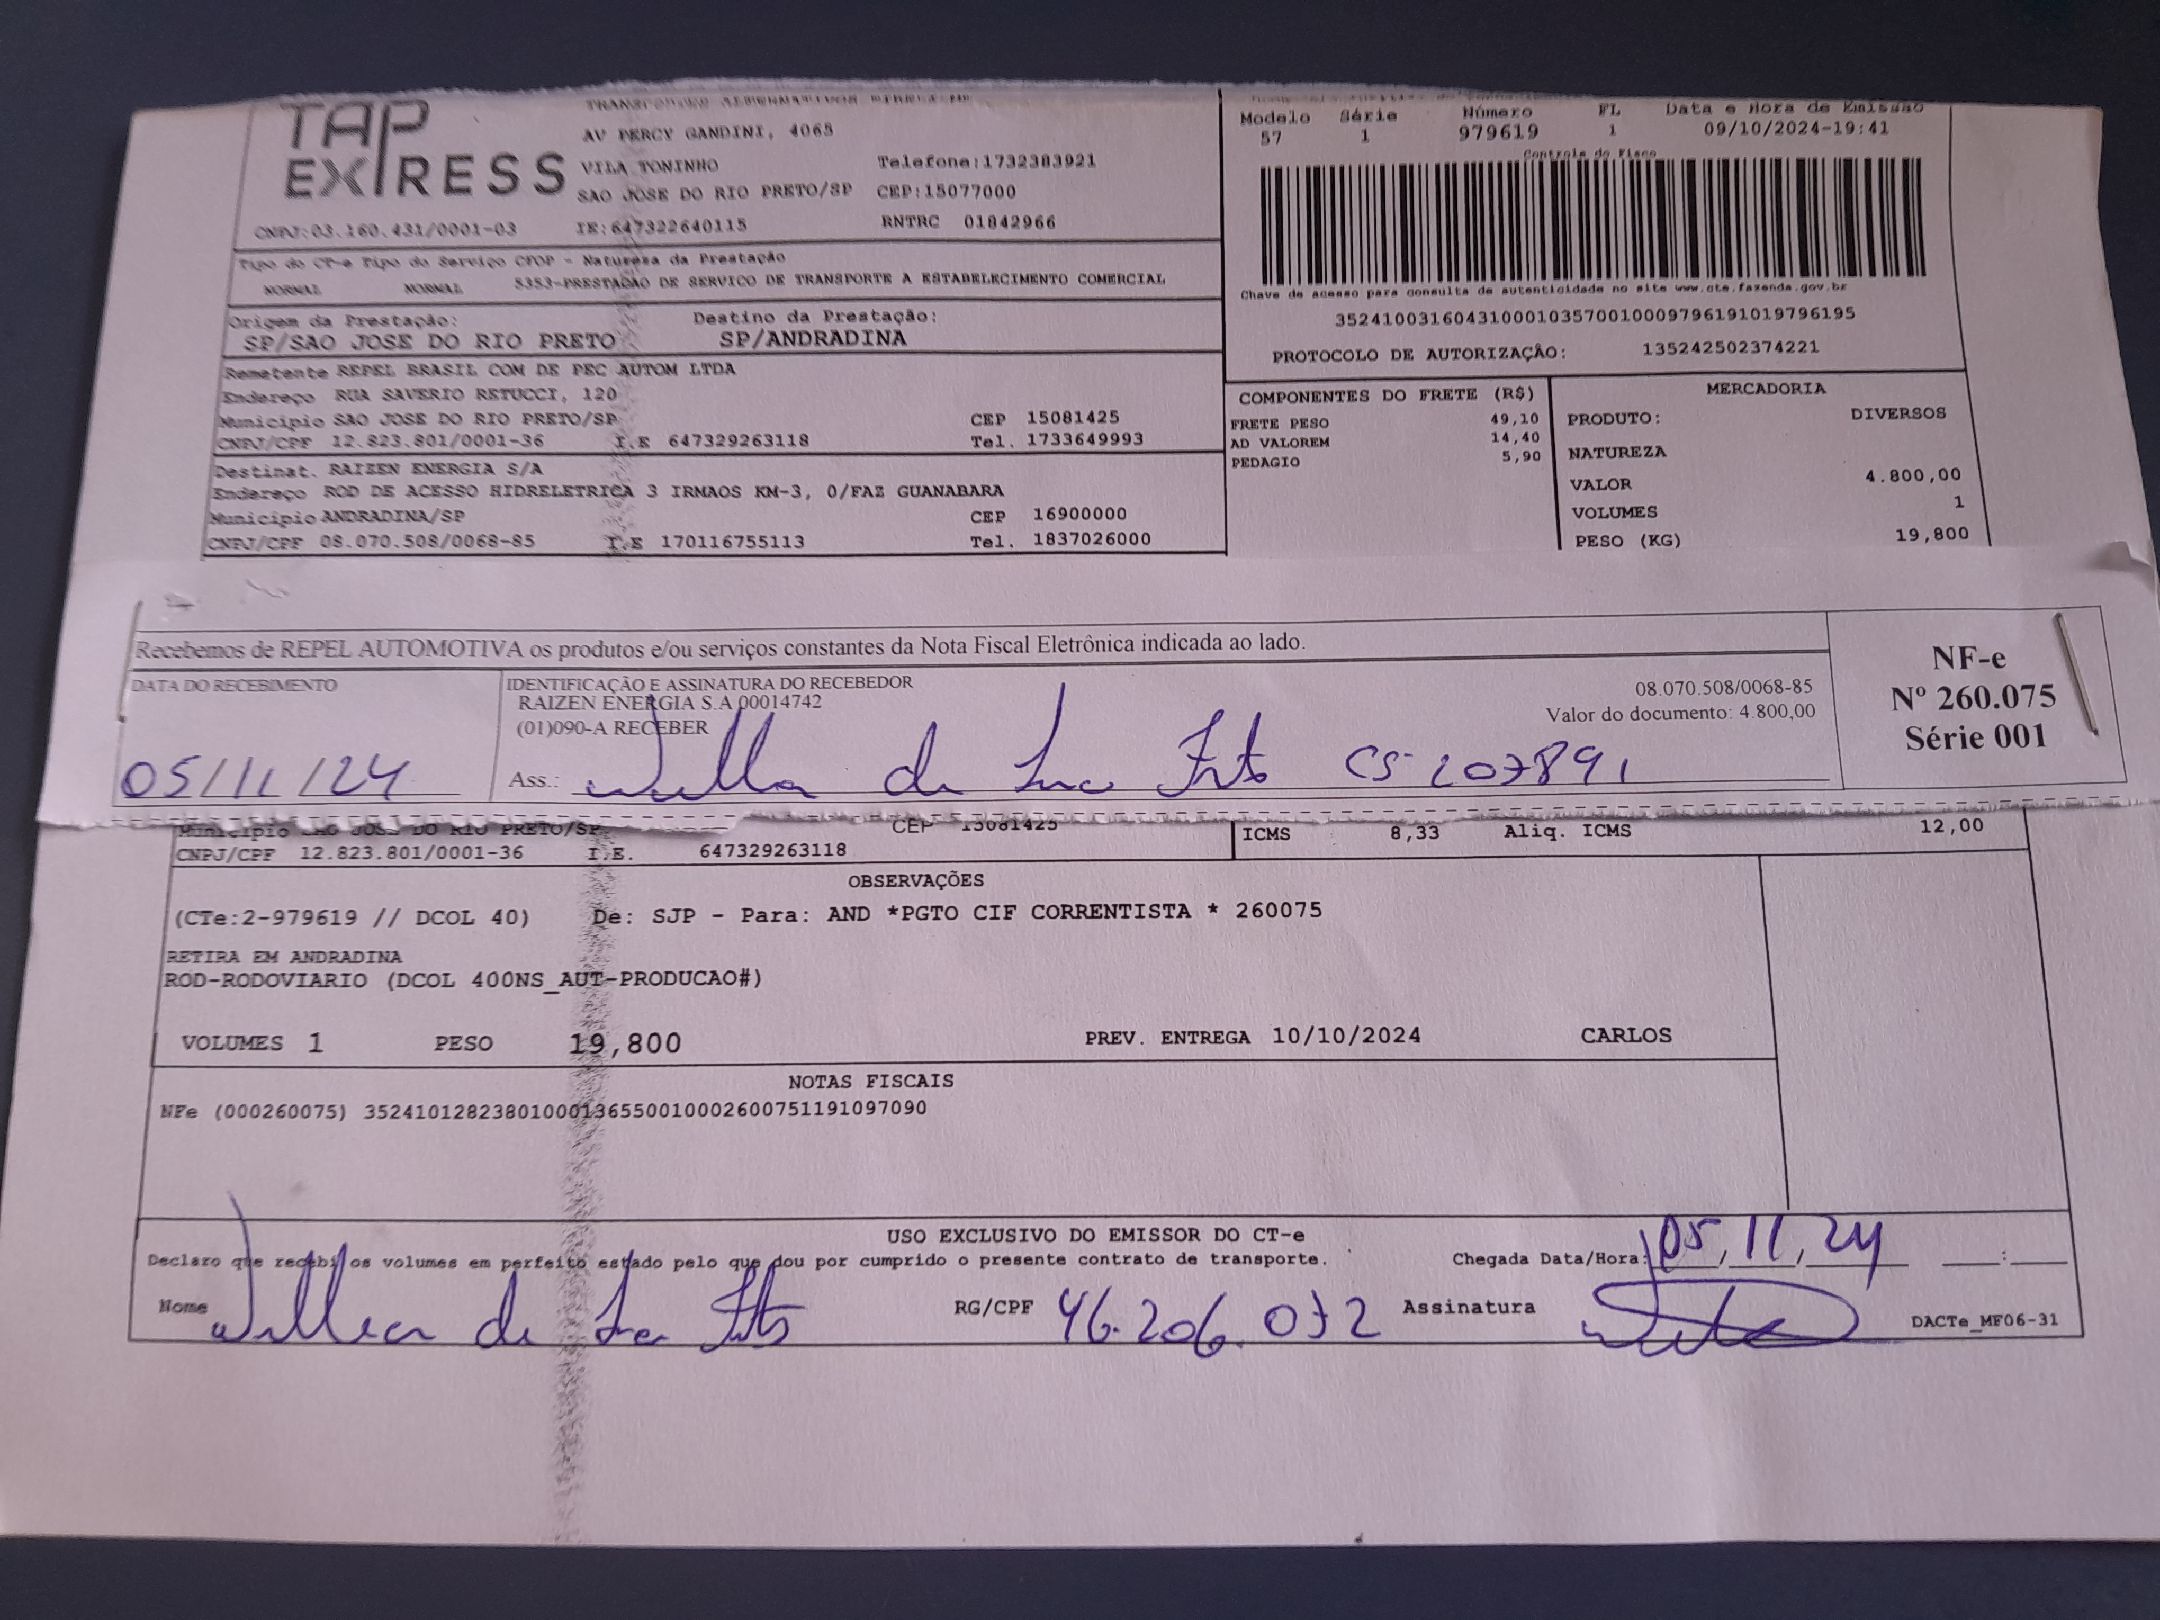 TAP
EXPRESS
AV PERCY GANDINI, 4065
VILA TONINHO Telefone:1732383921
SAO JOSE DO RIO PRETO/SP CEP:15077000
CNPJ:03.160.431/0001-03 IE:647322640115 RNTRC 01842966
Modelo Série Número FL Data e Hora de Emissão
57 1 979619 1 09/10/2024-19:41
Controle do Fisco
Tipo do CT-e Tipo do Serviço CFOP - Natureza da Prestação
NORMAL NORMAL 5353-PRESTACAO DE SERVICO DE TRANSPORTE A ESTABELECIMENTO COMERCIAL
Chave de acesso para consulta de autenticidade no site www.cte.fazenda.gov.br
35241003160431000103570010009796191019796195
PROTOCOLO DE AUTORIZAÇÃO: 135242502374221
Origem da Prestação: Destino da Prestação:
SP/SAO JOSE DO RIO PRETO SP/ANDRADINA
Remetente REPEL BRASIL COM DE PEC AUTOM LTDA
Endereço RUA SAVERIO RETUCCI, 120
Município SAO JOSE DO RIO PRETO/SP CEP 15081425
CNPJ/CPF 12.823.801/0001-36 I.E 647329263118 Tel. 1733649993
Destinat. RAIZEN ENERGIA S/A
Endereço ROD DE ACESSO HIDRELETRICA 3 IRMAOS KM-3, 0/FAZ GUANABARA
Município ANDRADINA/SP CEP 16900000
CNPJ/CPF 08.070.508/0068-85 I.E 170116755113 Tel. 1837026000
COMPONENTES DO FRETE (R$)
FRETE PESO 49,10
AD VALOREM 14,40
PEDAGIO 5,90
MERCADORIA
PRODUTO: DIVERSOS
NATUREZA
VALOR 4.800,00
VOLUMES 1
PESO (KG) 19,800
Recebemos de REPEL AUTOMOTIVA os produtos e/ou serviços constantes da Nota Fiscal Eletrônica indicada ao lado.
DATA DO RECEBIMENTO
05/11/24
IDENTIFICAÇÃO E ASSINATURA DO RECEBEDOR
RAIZEN ENERGIA S.A 00014742 08.070.508/0068-85
(01)090-A RECEBER Valor do documento: 4.800,00
Ass.: de CS 207891
NF-e
Nº 260.075
Série 001
Município SAO JOSE DO RIO PRETO/SP CEP 15081425
CNPJ/CPF 12.823.801/0001-36 I.E. 647329263118
ICMS 8,33 Aliq. ICMS 12,00
OBSERVAÇÕES
(CTe:2-979619 // DCOL 40) De: SJP - Para: AND *PGTO CIF CORRENTISTA * 260075
RETIRA EM ANDRADINA
ROD-RODOVIARIO (DCOL 400NS_AUT-PRODUCAO#)
VOLUMES 1 PESO 19,800 PREV. ENTREGA 10/10/2024 CARLOS
NOTAS FISCAIS
NFe (000260075) 35241012823801000136550010002600751191097090
USO EXCLUSIVO DO EMISSOR DO CT-e
Declaro que recebi os volumes em perfeito estado pelo que dou por cumprido o presente contrato de transporte. Chegada Data/Hora: 05/11/24
Nome de RG/CPF 46.206.072 Assinatura DACTe_MF06-31